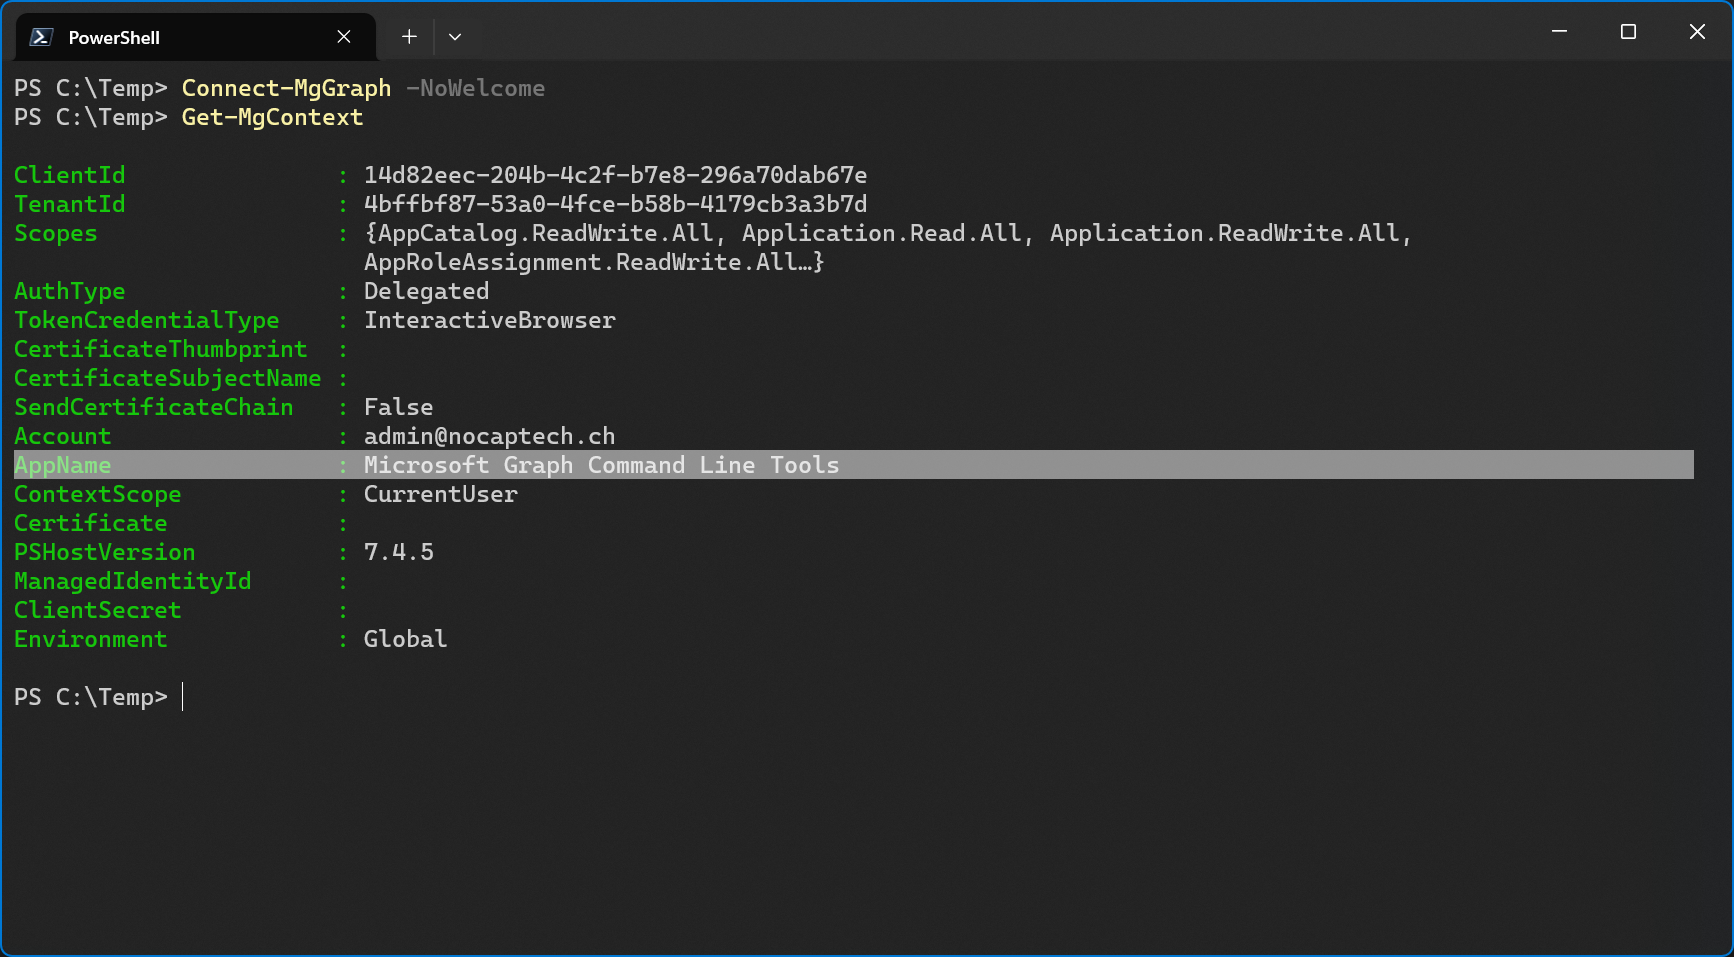 PowerShell
PS C:\Temp> Connect-MgGraph -NoWelcome
PS C:\Temp> Get-MgContext
ClientId               : 14d82eec-204b-4c2f-b7e8-296a70dab67e
TenantId               : 4bffbf87-53a0-4fce-b58b-4179cb3a3b7d
Scopes                 : {AppCatalog.ReadWrite.All, Application.Read.All, Application.ReadWrite.All,
                         AppRoleAssignment.ReadWrite.All…}
AuthType               : Delegated
TokenCredentialType    : InteractiveBrowser
CertificateThumbprint  :
CertificateSubjectName :
SendCertificateChain   : False
Account                : admin@nocaptech.ch
AppName                : Microsoft Graph Command Line Tools
ContextScope           : CurrentUser
Certificate            :
PSHostVersion          : 7.4.5
ManagedIdentityId      :
ClientSecret           :
Environment            : Global
PS C:\Temp>